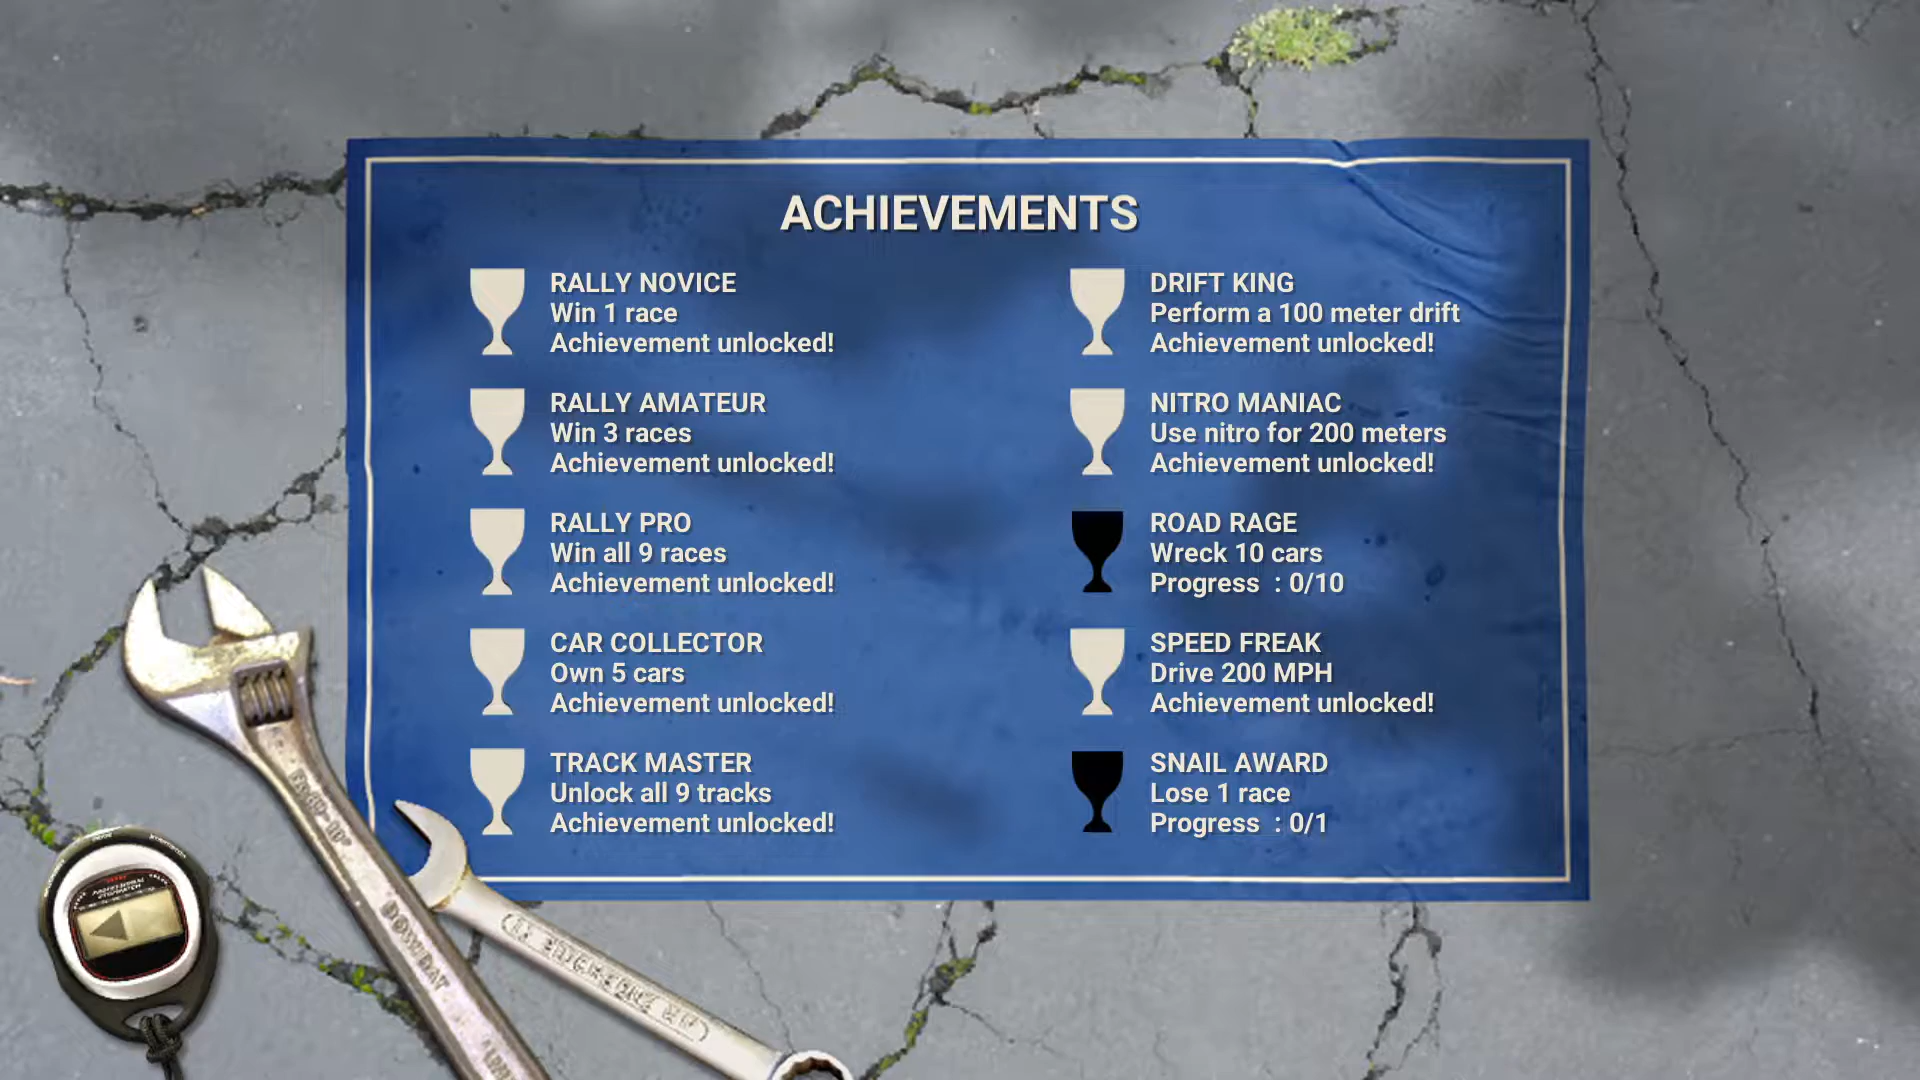 ACHIEVEMENTS
RALLY NOVICE
Win 1 race
Achievement unlocked!
RALLY AMATEUR
Win 3 races
Achievement unlocked!
RALLY PRO
Win all 9 races
Achievement unlocked!
CAR COLLECTOR
Own 5 cars
Achievement unlocked!
TRACK MASTER
Unlock all 9 tracks
Achievement unlocked!
DRIFT KING
Perform a 100 meter drift
Achievement unlocked!
NITRO MANIAC
Use nitro for 200 meters
Achievement unlocked!
ROAD RAGE
Wreck 10 cars
Progress : 0/10
SPEED FREAK
Drive 200 MPH
Achievement unlocked!
SNAIL AWARD
Lose 1 race
Progress : 0/1